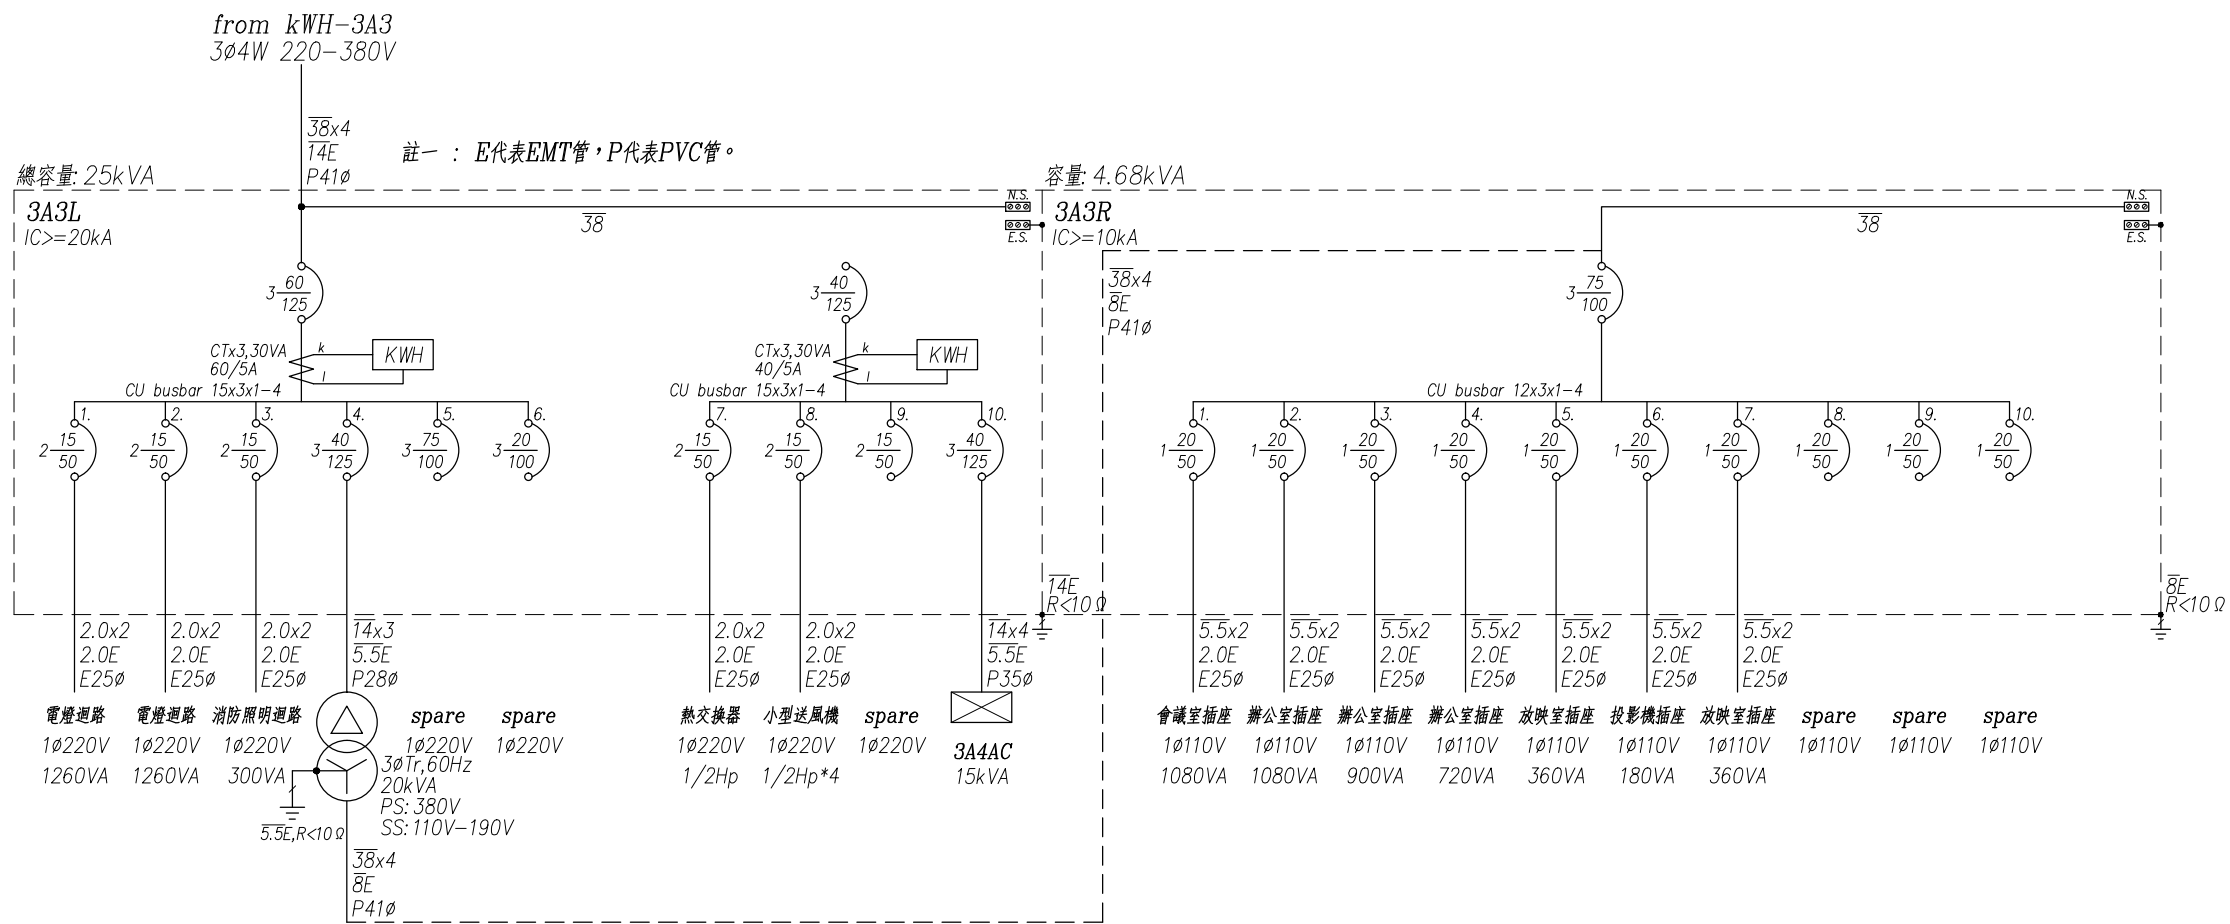 from kWH-3A3
3ø4W 220-380V
38x4
14E
P41ø
註一 : E代表EMT管，P代表PVC管。
總容量: 25kVA
容量: 4.68kVA
3A3L
IC>=20kA
38
N.S.
E.S.
3 60/125
CTx3,30VA
60/5A
k
l
KWH
CU busbar 15x3x1-4
3 40/125
CTx3,30VA
40/5A
k
l
KWH
CU busbar 15x3x1-4
1. 2. 3. 4. 5. 6.
2 15/50 2 15/50 2 15/50 3 40/125 3 75/100 3 20/100
7. 8. 9. 10.
2 15/50 2 15/50 2 15/50 3 40/125
14E
R<10Ω
2.0x2
2.0E
E25ø
2.0x2
2.0E
E25ø
2.0x2
2.0E
E25ø
14x3
5.5E
P28ø
2.0x2
2.0E
E25ø
2.0x2
2.0E
E25ø
14x4
5.5E
P35ø
電燈迴路
1ø220V
1260VA
電燈迴路
1ø220V
1260VA
消防照明迴路
1ø220V
300VA
spare
1ø220V
spare
1ø220V
3øTr,60Hz
20kVA
PS: 380V
SS: 110V-190V
5.5E,R<10Ω
38x4
8E
P41ø
熱交換器
1ø220V
1/2Hp
小型送風機
1ø220V
1/2Hp*4
spare
1ø220V
3A4AC
15kVA
3A3R
IC>=10kA
38x4
8E
P41ø
3 75/100
38
N.S.
E.S.
CU busbar 12x3x1-4
1. 2. 3. 4. 5. 6. 7. 8. 9. 10.
1 20/50 1 20/50 1 20/50 1 20/50 1 20/50 1 20/50 1 20/50 1 20/50 1 20/50 1 20/50
8E
R<10Ω
5.5x2
2.0E
E25ø
5.5x2
2.0E
E25ø
5.5x2
2.0E
E25ø
5.5x2
2.0E
E25ø
5.5x2
2.0E
E25ø
5.5x2
2.0E
E25ø
5.5x2
2.0E
E25ø
會議室插座
1ø110V
1080VA
辦公室插座
1ø110V
1080VA
辦公室插座
1ø110V
900VA
辦公室插座
1ø110V
720VA
放映室插座
1ø110V
360VA
投影機插座
1ø110V
180VA
放映室插座
1ø110V
360VA
spare
1ø110V
spare
1ø110V
spare
1ø110V